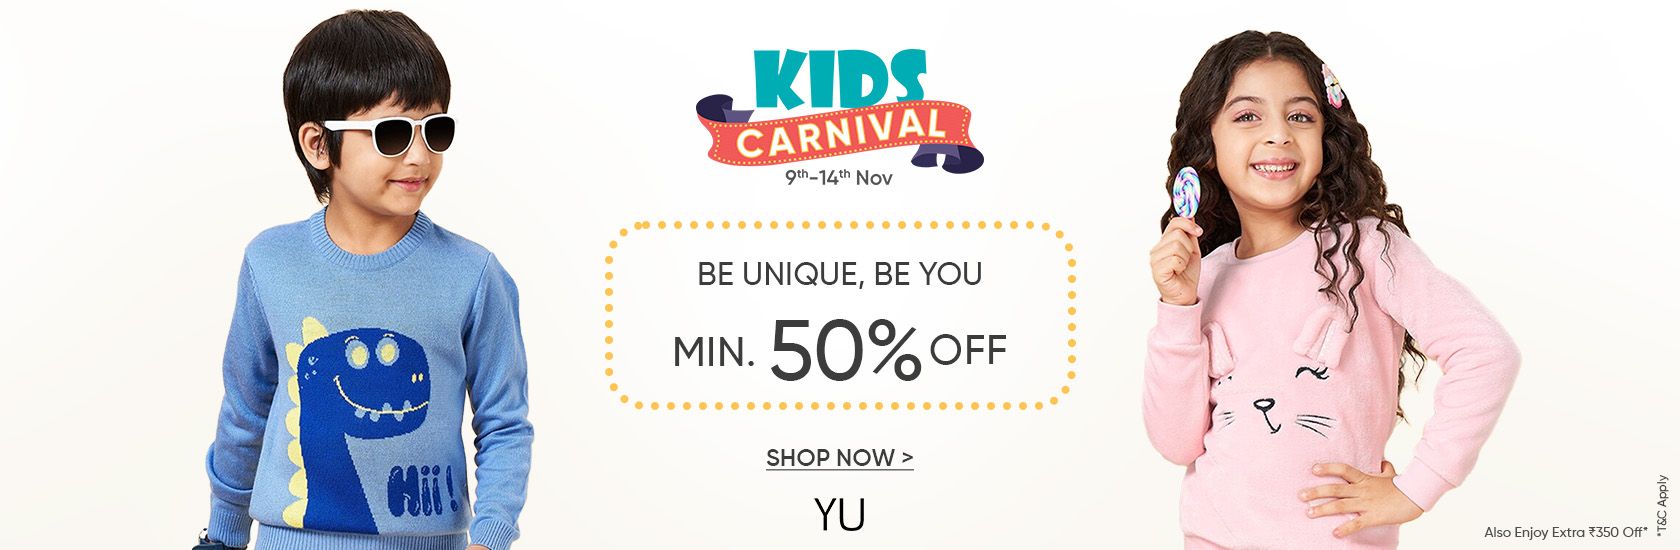 KIDS
CARNIVAL
9th-14th Nov
BE UNIQUE, BE YOU
MIN. 50% OFF
SHOP NOW >
YU
Hii!
Also Enjoy Extra ₹350 Off*
*T&C Apply